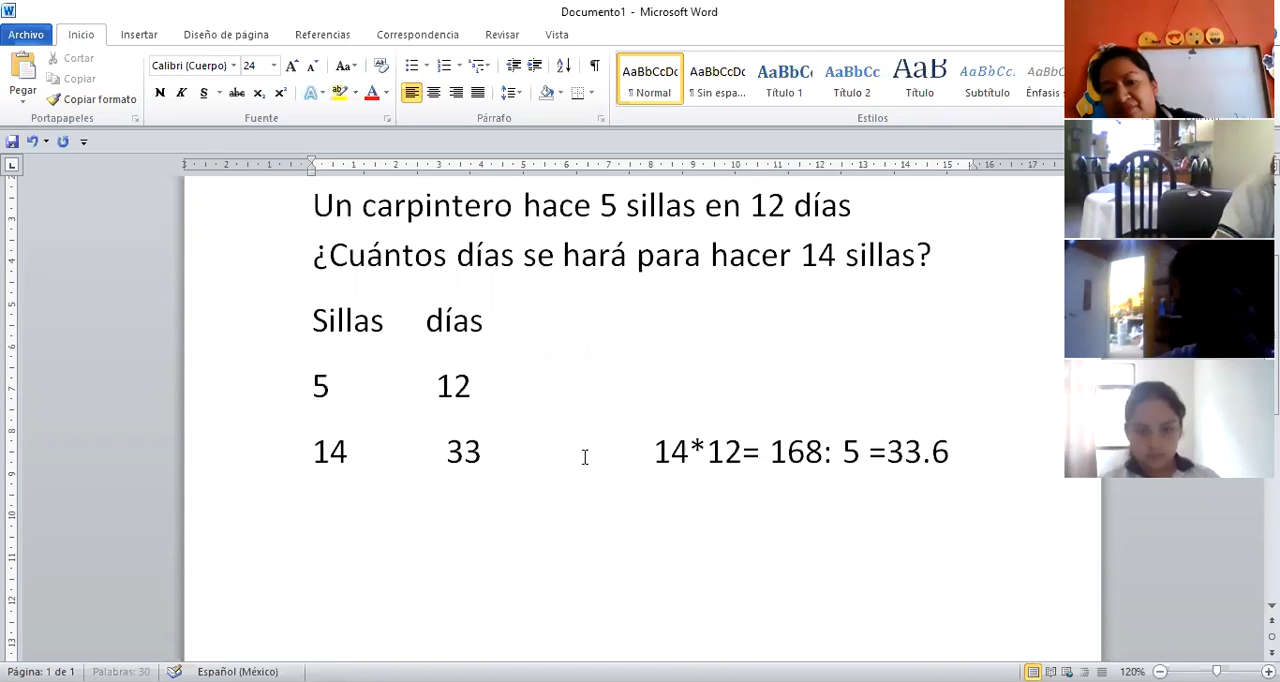 Documento1 - Microsoft Word
Archivo Inicio Insertar Diseño de página Referencias Correspondencia Revisar Vista
Cortar
Copiar
Copiar formato
Pegar
Portapapeles
Calibri (Cuerpo) 24
Fuente
Párrafo
AaBbCcDc AaBbCcDc AaBbC AaBbCc AaB AaBbCc. AaBbCc
¶ Normal ¶ Sin espa... Título 1 Título 2 Título Subtítulo Énfasis
Estilos
Un carpintero hace 5 sillas en 12 días
¿Cuántos días se hará para hacer 14 sillas?
Sillas días
5 12
14 33 14*12= 168: 5 =33.6
Página: 1 de 1 Palabras: 30 Español (México) 120%